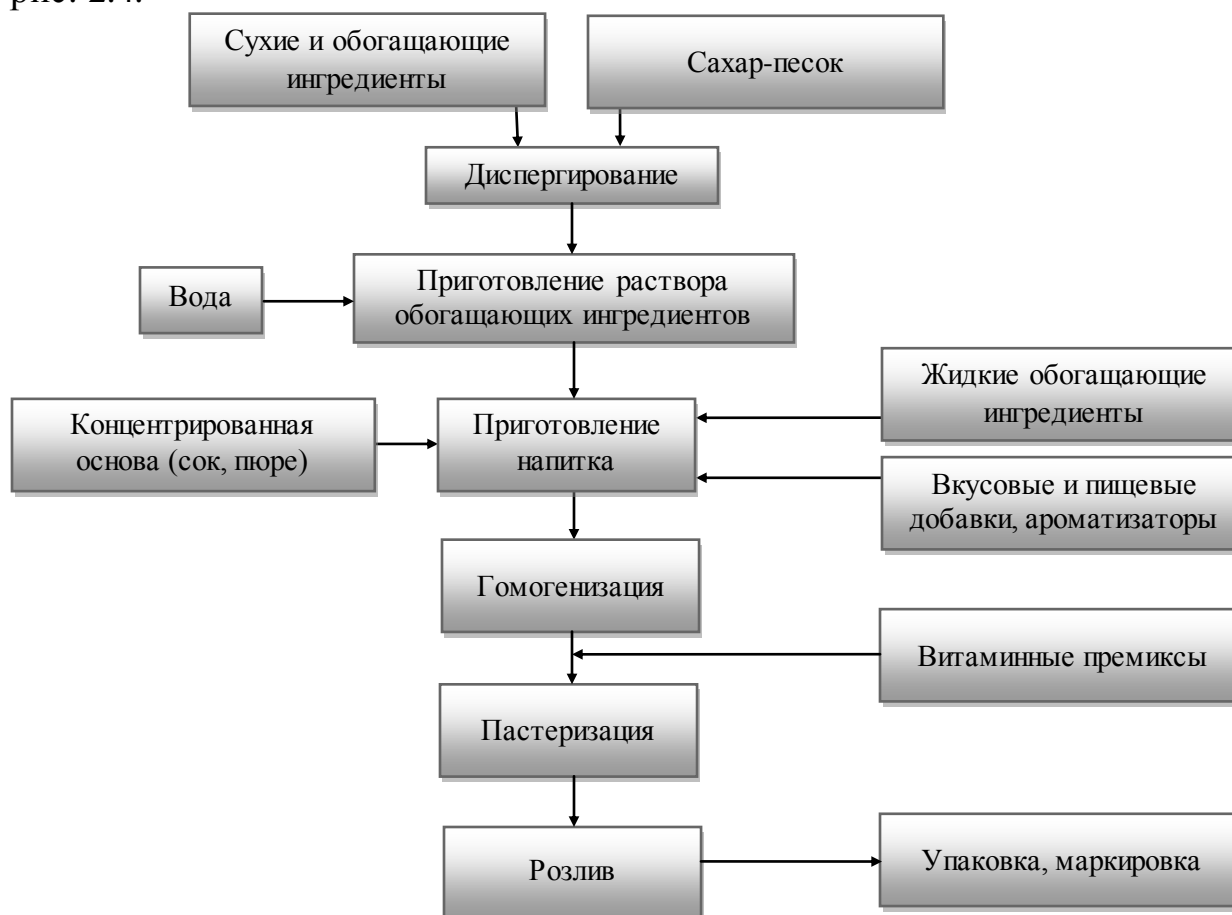 рис. 2.4.
Сухие и обогащающие
ингредиенты
Сахар-песок
Диспергирование
Вода
Приготовление раствора
обогащающих ингредиентов
Жидкие обогащающие
ингредиенты
Концентрированная
основа (сок, пюре)
Приготовление
напитка
Вкусовые и пищевые
добавки, ароматизаторы
Гомогенизация
Витаминные премиксы
Пастеризация
Розлив
Упаковка, маркировка